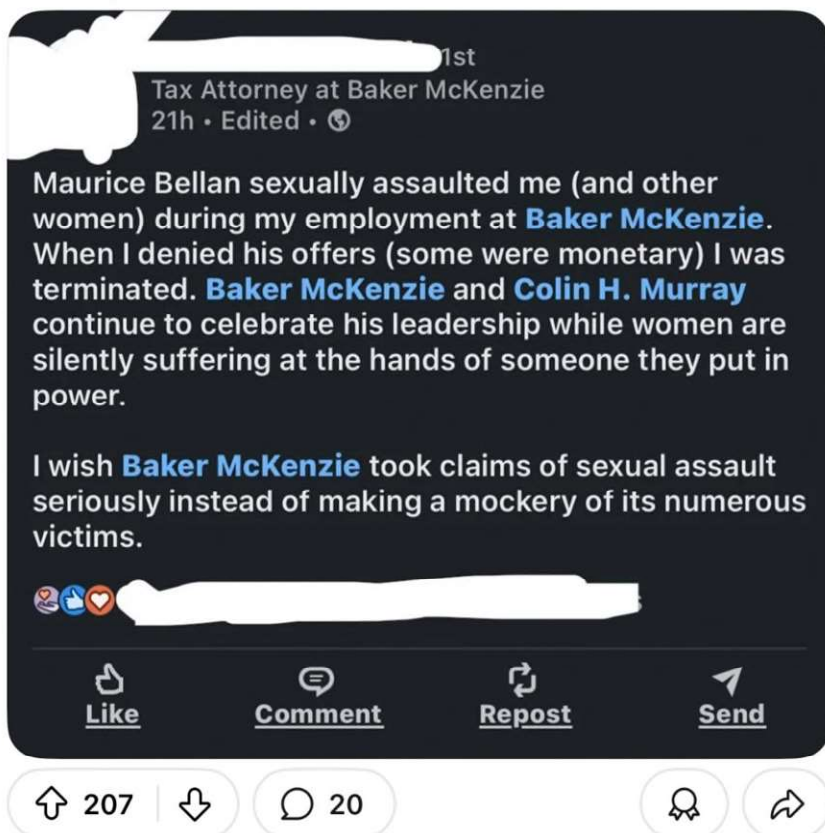 1st
Tax Attorney at Baker McKenzie
21h • Edited •
Maurice Bellan sexually assaulted me (and other
women) during my employment at Baker McKenzie.
When I denied his offers (some were monetary) I was
terminated. Baker McKenzie and Colin H. Murray
continue to celebrate his leadership while women are
silently suffering at the hands of someone they put in
power.
I wish Baker McKenzie took claims of sexual assault
seriously instead of making a mockery of its numerous
victims.
Like Comment Repost Send
207 20